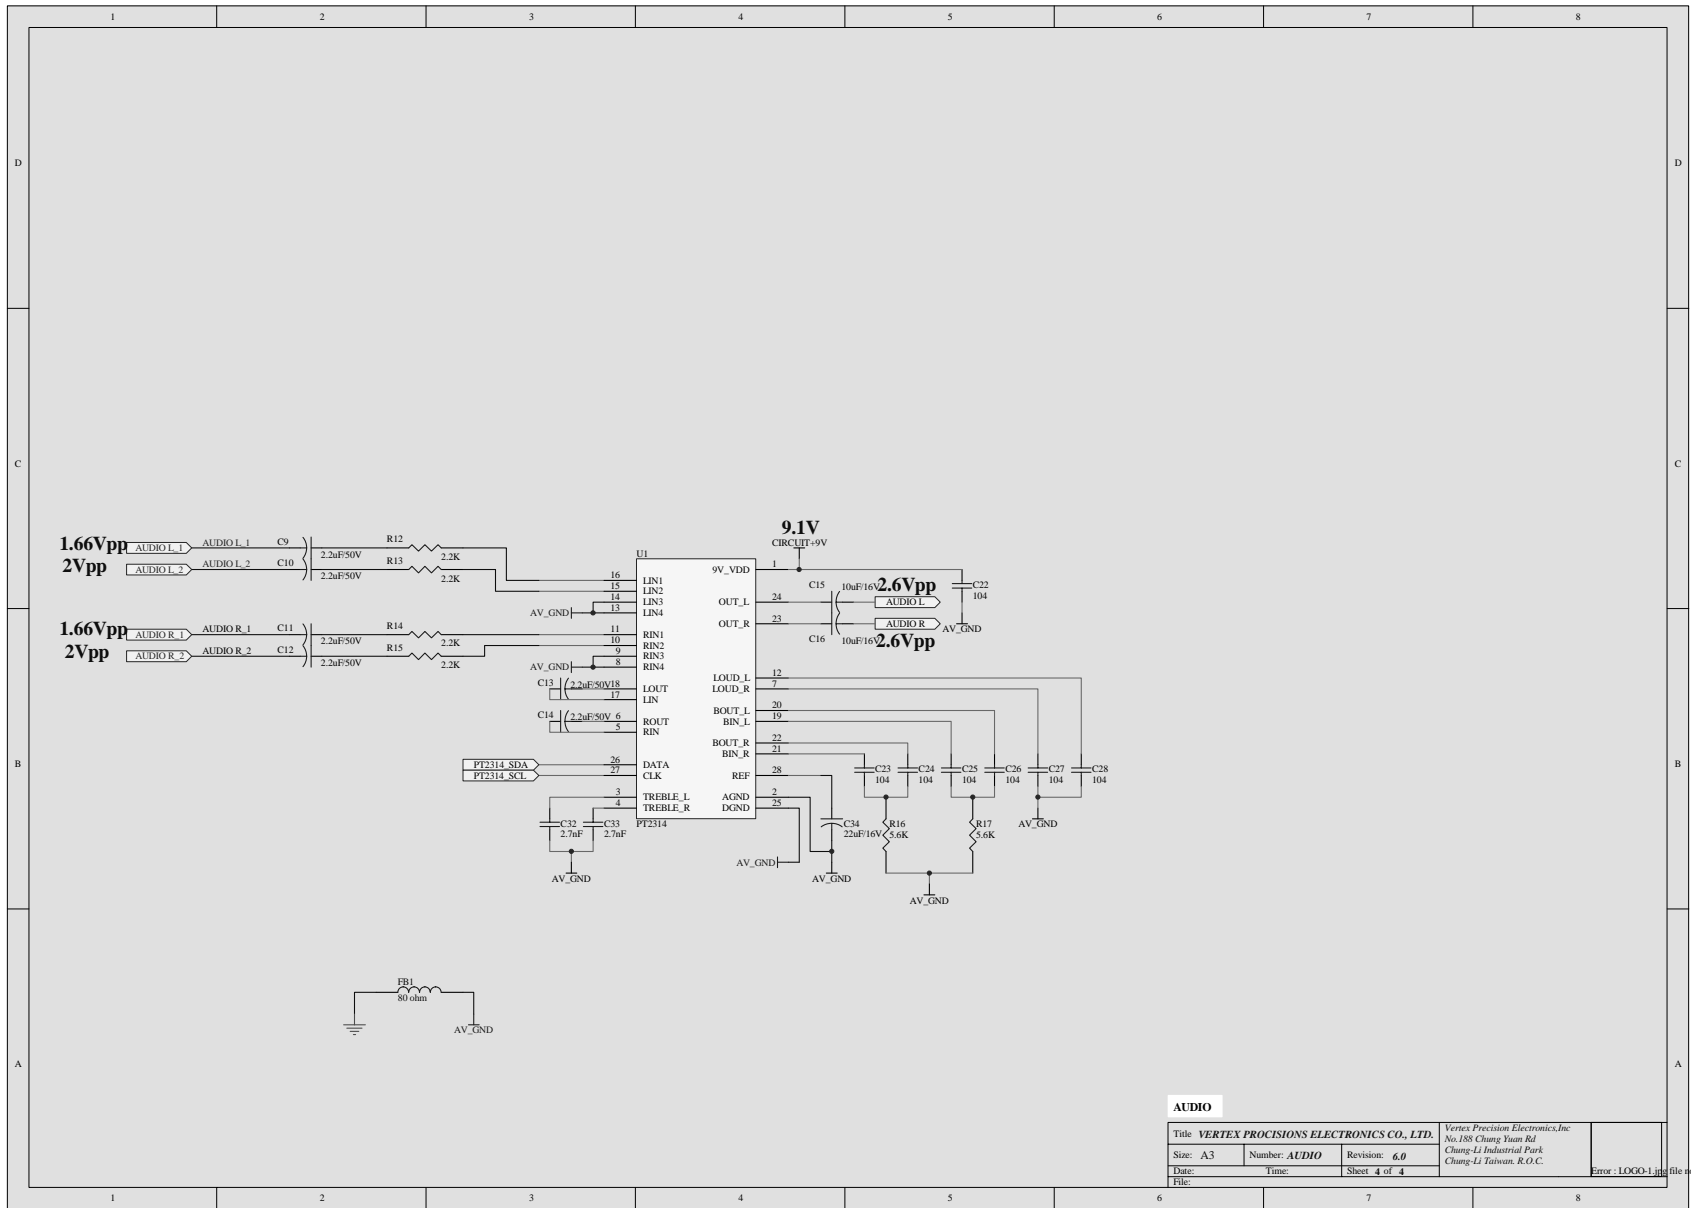 1 2 3 4 5 6 7 8
D D
C C
B B
A A
1.66Vpp AUDIO L_1 AUDIO L_1 C9 2.2uF/50V R12 2.2K
2Vpp AUDIO L_2 AUDIO L_2 C10 2.2uF/50V R13 2.2K
1.66Vpp AUDIO R_1 AUDIO R_1 C11 2.2uF/50V R14 2.2K
2Vpp AUDIO R_2 AUDIO R_2 C12 2.2uF/50V R15 2.2K
AV_GND
AV_GND
C13 2.2uF/50V
C14 2.2uF/50V
PT2314_SDA
PT2314_SCL
C32 2.7nF
C33 2.7nF
AV_GND
U1
16 LIN1
15 LIN2
14 LIN3
13 LIN4
11 RIN1
10 RIN2
9 RIN3
8 RIN4
18 LOUT
17 LIN
6 ROUT
5 RIN
26 DATA
27 CLK
3 TREBLE_L
4 TREBLE_R
PT2314
9V_VDD 1
OUT_L 24
OUT_R 23
LOUD_L 12
LOUD_R 7
BOUT_L 20
BIN_L 19
BOUT_R 22
BIN_R 21
REF 28
AGND 2
DGND 25
9.1V
CIRCUIT+9V
C15 10uF/16V 2.6Vpp
AUDIO L
AUDIO R
C16 10uF/16V 2.6Vpp
C22 104
AV_GND
C23 104
C24 104
C25 104
C26 104
C27 104
C28 104
C34 22uF/16V
R16 5.6K
R17 5.6K
AV_GND
AV_GND
AV_GND
AV_GND
FB1
80 ohm
AV_GND
AUDIO
Title VERTEX PROCISIONS ELECTRONICS CO., LTD.
Size: A3 Number: AUDIO Revision: 6.0
Date: Time: Sheet 4 of 4
File:
Vertex Precision Electronics,Inc
No.188 Chung Yuan Rd
Chung-Li Industrial Park
Chung-Li Taiwan. R.O.C.
Error : LOGO-1.jpg file
1 2 3 4 5 6 7 8